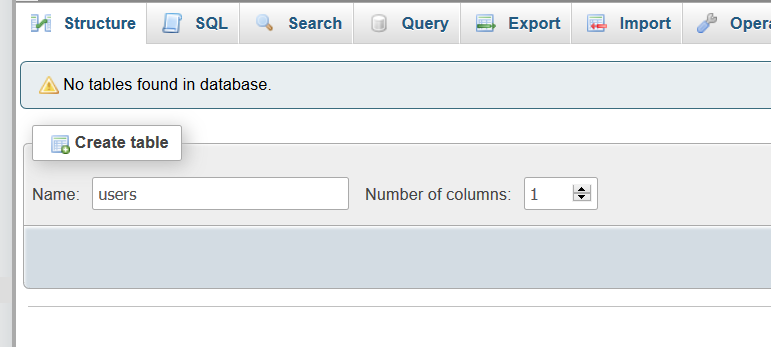 Structure SQL Search Query Export Import Opera
No tables found in database.
Create table
Name: users Number of columns: 1